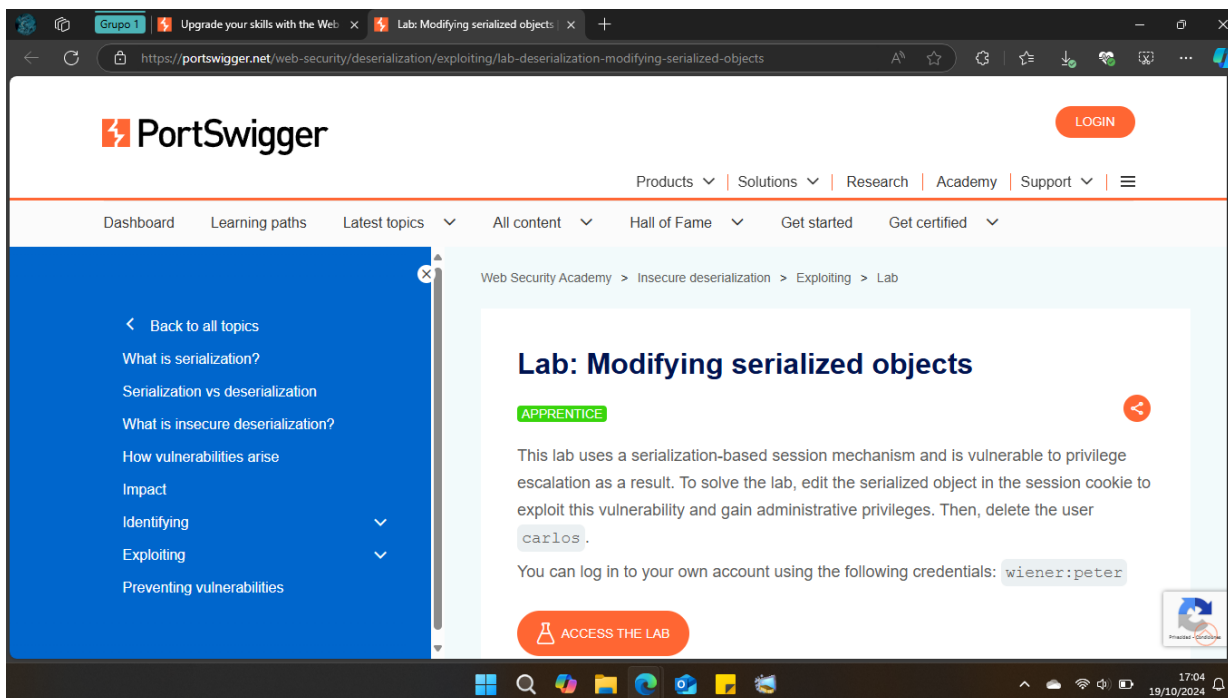 Grupo 1
Upgrade your skills with the Web
Lab: Modifying serialized objects
https://portswigger.net/web-security/deserialization/exploiting/lab-deserialization-modifying-serialized-objects
PortSwigger
LOGIN
Products
Solutions
Research
Academy
Support
Dashboard
Learning paths
Latest topics
All content
Hall of Fame
Get started
Get certified
Back to all topics
What is serialization?
Serialization vs deserialization
What is insecure deserialization?
How vulnerabilities arise
Impact
Identifying
Exploiting
Preventing vulnerabilities
Web Security Academy > Insecure deserialization > Exploiting > Lab
Lab: Modifying serialized objects
APPRENTICE
This lab uses a serialization-based session mechanism and is vulnerable to privilege
escalation as a result. To solve the lab, edit the serialized object in the session cookie to
exploit this vulnerability and gain administrative privileges. Then, delete the user
carlos.
You can log in to your own account using the following credentials: wiener:peter
ACCESS THE LAB
Privacidad - Condiciones
17:04
19/10/2024